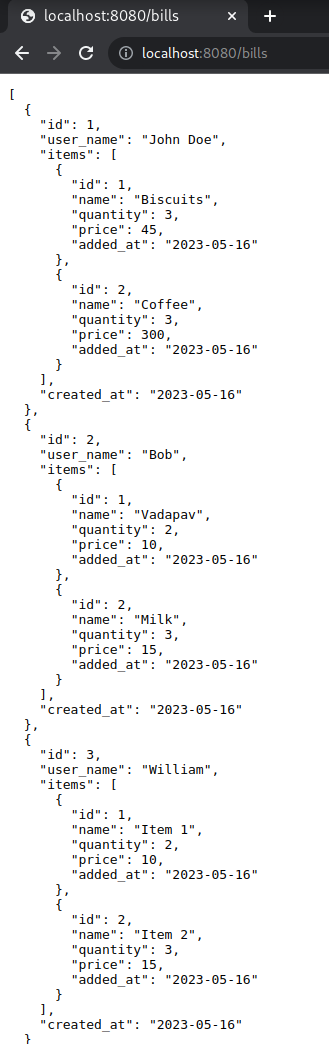 localhost:8080/bills
localhost:8080/bills
[
  {
    "id": 1,
    "user_name": "John Doe",
    "items": [
      {
        "id": 1,
        "name": "Biscuits",
        "quantity": 3,
        "price": 45,
        "added_at": "2023-05-16"
      },
      {
        "id": 2,
        "name": "Coffee",
        "quantity": 3,
        "price": 300,
        "added_at": "2023-05-16"
      }
    ],
    "created_at": "2023-05-16"
  },
  {
    "id": 2,
    "user_name": "Bob",
    "items": [
      {
        "id": 1,
        "name": "Vadapav",
        "quantity": 2,
        "price": 10,
        "added_at": "2023-05-16"
      },
      {
        "id": 2,
        "name": "Milk",
        "quantity": 3,
        "price": 15,
        "added_at": "2023-05-16"
      }
    ],
    "created_at": "2023-05-16"
  },
  {
    "id": 3,
    "user_name": "William",
    "items": [
      {
        "id": 1,
        "name": "Item 1",
        "quantity": 2,
        "price": 10,
        "added_at": "2023-05-16"
      },
      {
        "id": 2,
        "name": "Item 2",
        "quantity": 3,
        "price": 15,
        "added_at": "2023-05-16"
      }
    ],
    "created_at": "2023-05-16"
  }